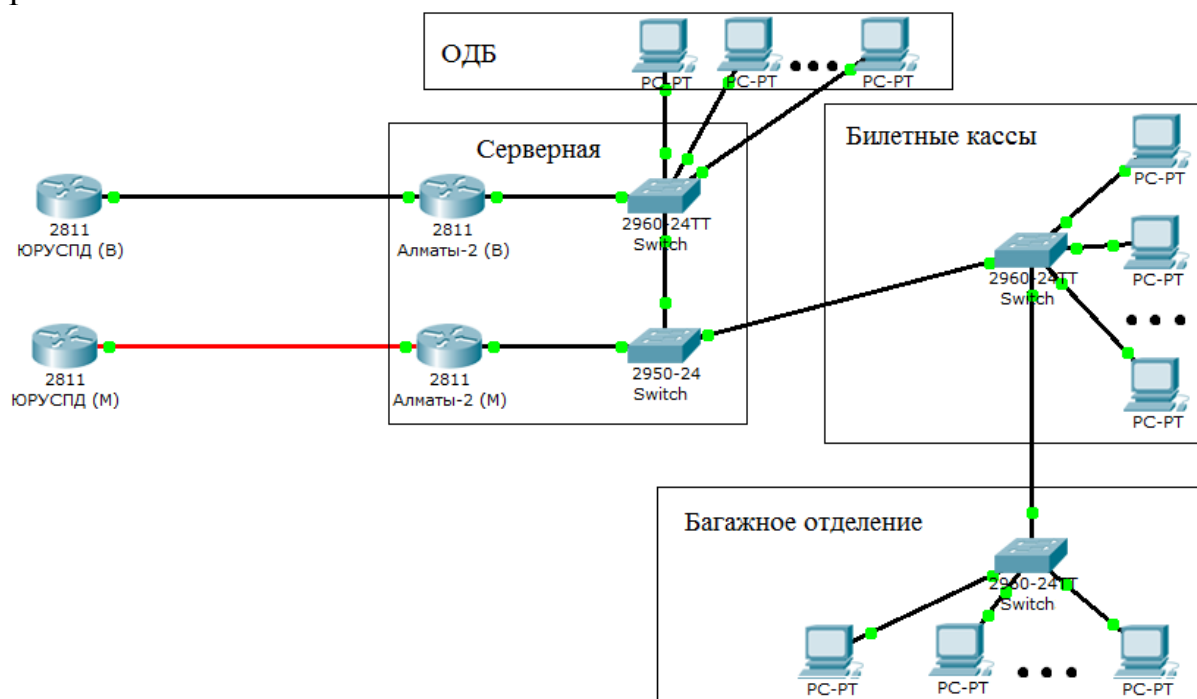 ОДБ
PC-PT
PC-PT
PC-PT
Серверная
Билетные кассы
PC-PT
2811
ЮРУСПД (В)
2811
Алматы-2 (В)
2960-24TT
Switch
PC-PT
2960-24TT
Switch
2811
ЮРУСПД (М)
2811
Алматы-2 (М)
2950-24
Switch
PC-PT
Багажное отделение
2960-24TT
Switch
PC-PT
PC-PT
PC-PT